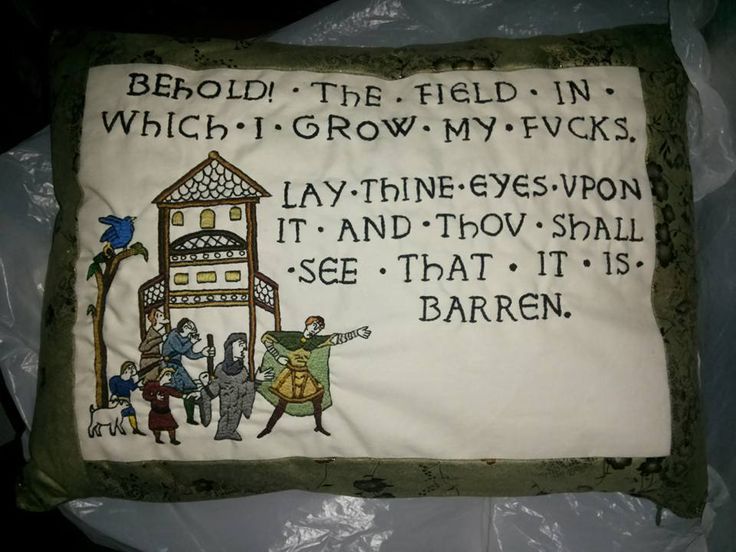 BEHOLD! · THE · FIELD · IN ·
WHICH · I · GROW · MY · FVCKS.
LAY · THINE · EYES · VPON
IT · AND · THOV · SHALL
· SEE · THAT · IT · IS ·
BARREN.